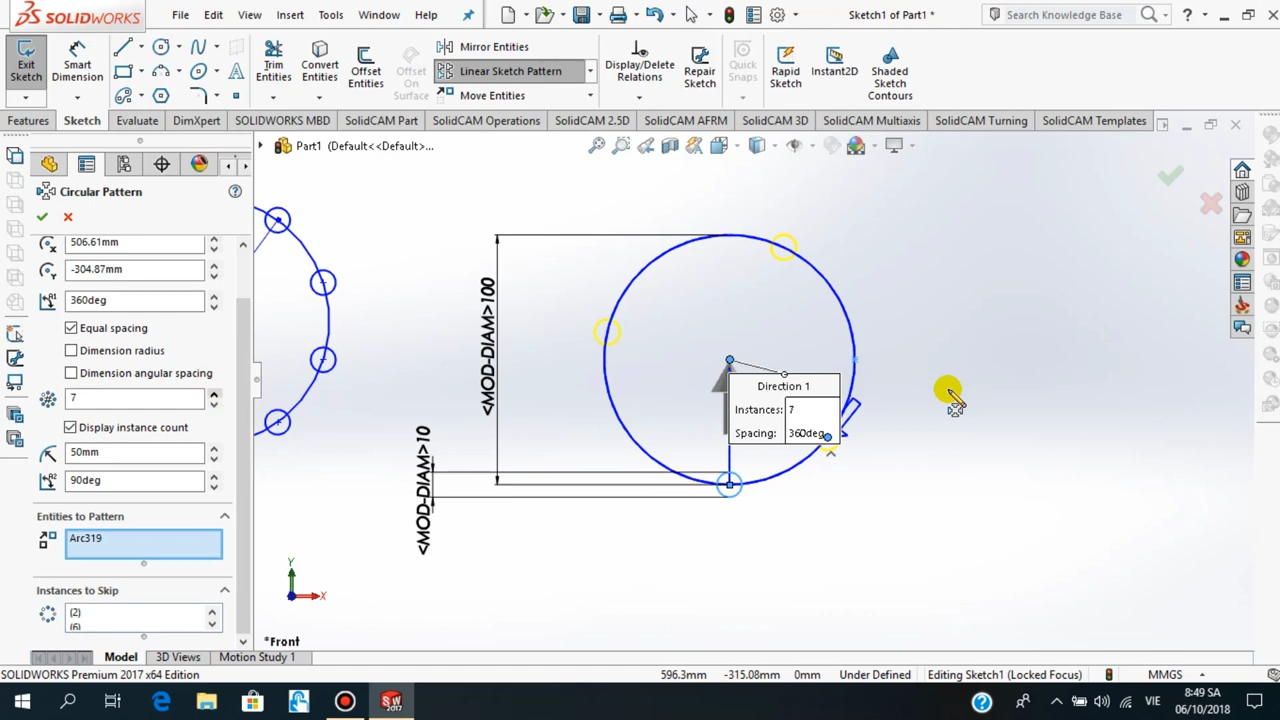 SOLIDWORKS File Edit View Insert Tools Window Help Sketch1 of Part1 * Search Knowledge Base ?
Exit Sketch
Smart Dimension
Trim Entities
Convert Entities
Offset Entities
Offset On Surface
Mirror Entities
Linear Sketch Pattern
Move Entities
Display/Delete Relations
Repair Sketch
Quick Snaps
Rapid Sketch
Instant2D
Shaded Sketch Contours
Features Sketch Evaluate DimXpert SOLIDWORKS MBD SolidCAM Part SolidCAM Operations SolidCAM 2.5D SolidCAM AFRM SolidCAM 3D SolidCAM Multiaxis SolidCAM Turning SolidCAM Templates
Part1 (Default<<Default>...
Circular Pattern
506.61mm
-304.87mm
360deg
Equal spacing
Dimension radius
Dimension angular spacing
7
Display instance count
50mm
90deg
Entities to Pattern
Arc319
Instances to Skip
(2)
(6)
<MOD-DIAM>100
<MOD-DIAM>10
Direction 1
Instances: 7
Spacing: 360deg
Y
X
*Front
Model 3D Views Motion Study 1
SOLIDWORKS Premium 2017 x64 Edition 596.3mm -315.08mm 0mm Under Defined Editing Sketch1 (Locked Focus) MMGS
VIE 8:49 SA
06/10/2018